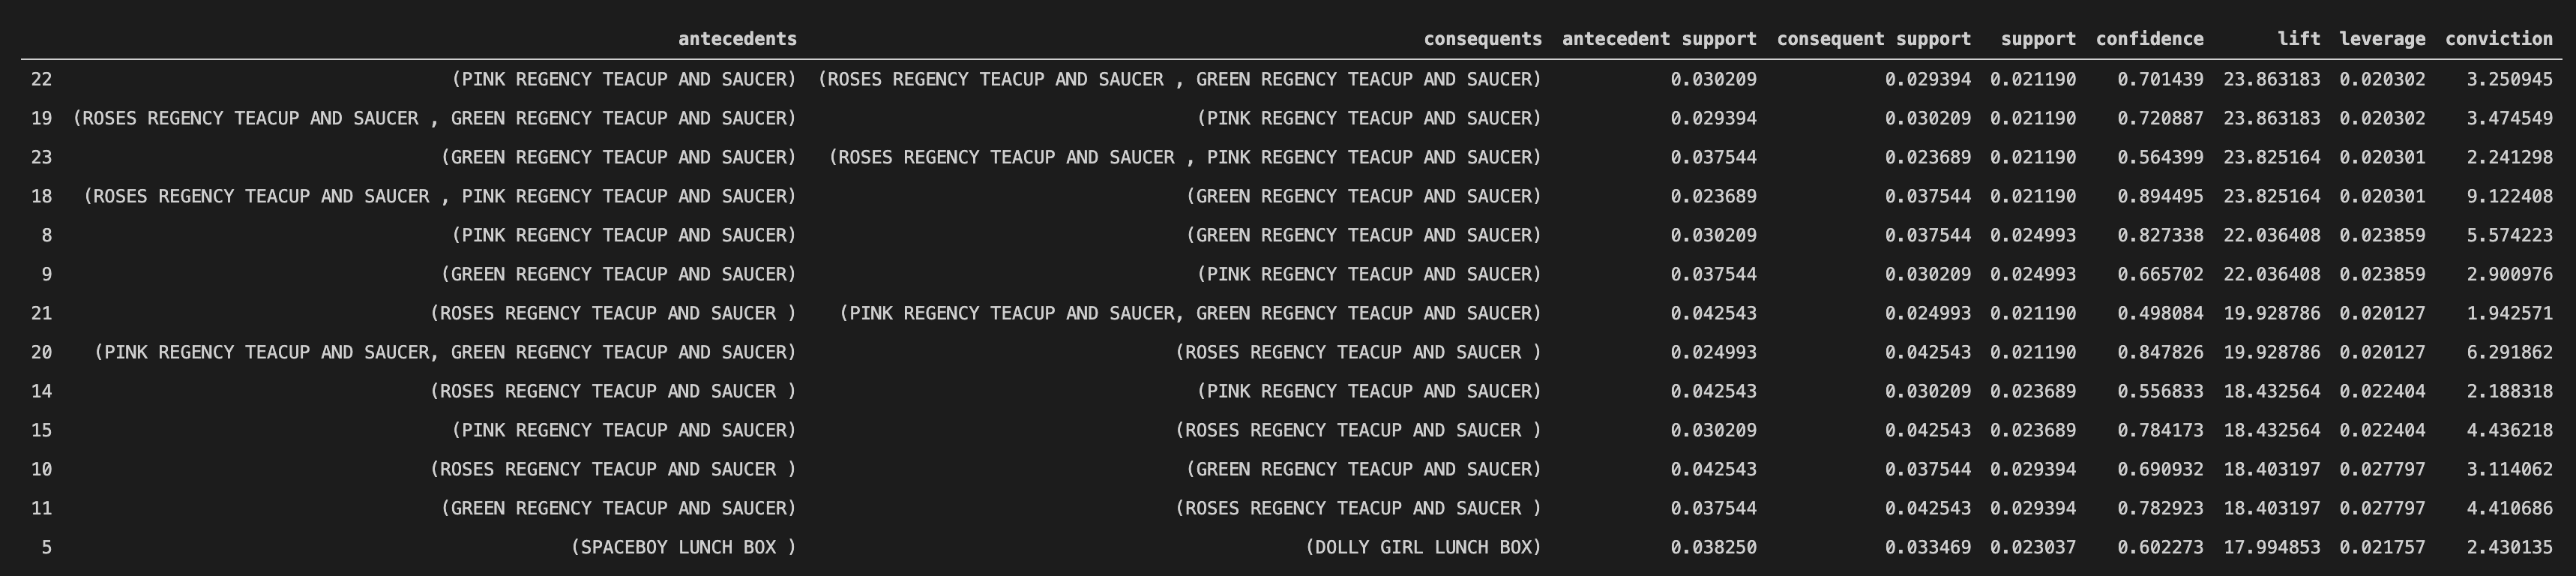 antecedents consequents antecedent support consequent support support confidence lift leverage conviction
22 (PINK REGENCY TEACUP AND SAUCER) (ROSES REGENCY TEACUP AND SAUCER , GREEN REGENCY TEACUP AND SAUCER) 0.030209 0.029394 0.021190 0.701439 23.863183 0.020302 3.250945
19 (ROSES REGENCY TEACUP AND SAUCER , GREEN REGENCY TEACUP AND SAUCER) (PINK REGENCY TEACUP AND SAUCER) 0.029394 0.030209 0.021190 0.720887 23.863183 0.020302 3.474549
23 (GREEN REGENCY TEACUP AND SAUCER) (ROSES REGENCY TEACUP AND SAUCER , PINK REGENCY TEACUP AND SAUCER) 0.037544 0.023689 0.021190 0.564399 23.825164 0.020301 2.241298
18 (ROSES REGENCY TEACUP AND SAUCER , PINK REGENCY TEACUP AND SAUCER) (GREEN REGENCY TEACUP AND SAUCER) 0.023689 0.037544 0.021190 0.894495 23.825164 0.020301 9.122408
8 (PINK REGENCY TEACUP AND SAUCER) (GREEN REGENCY TEACUP AND SAUCER) 0.030209 0.037544 0.024993 0.827338 22.036408 0.023859 5.574223
9 (GREEN REGENCY TEACUP AND SAUCER) (PINK REGENCY TEACUP AND SAUCER) 0.037544 0.030209 0.024993 0.665702 22.036408 0.023859 2.900976
21 (ROSES REGENCY TEACUP AND SAUCER ) (PINK REGENCY TEACUP AND SAUCER, GREEN REGENCY TEACUP AND SAUCER) 0.042543 0.024993 0.021190 0.498084 19.928786 0.020127 1.942571
20 (PINK REGENCY TEACUP AND SAUCER, GREEN REGENCY TEACUP AND SAUCER) (ROSES REGENCY TEACUP AND SAUCER ) 0.024993 0.042543 0.021190 0.847826 19.928786 0.020127 6.291862
14 (ROSES REGENCY TEACUP AND SAUCER ) (PINK REGENCY TEACUP AND SAUCER) 0.042543 0.030209 0.023689 0.556833 18.432564 0.022404 2.188318
15 (PINK REGENCY TEACUP AND SAUCER) (ROSES REGENCY TEACUP AND SAUCER ) 0.030209 0.042543 0.023689 0.784173 18.432564 0.022404 4.436218
10 (ROSES REGENCY TEACUP AND SAUCER ) (GREEN REGENCY TEACUP AND SAUCER) 0.042543 0.037544 0.029394 0.690932 18.403197 0.027797 3.114062
11 (GREEN REGENCY TEACUP AND SAUCER) (ROSES REGENCY TEACUP AND SAUCER ) 0.037544 0.042543 0.029394 0.782923 18.403197 0.027797 4.410686
5 (SPACEBOY LUNCH BOX ) (DOLLY GIRL LUNCH BOX) 0.038250 0.033469 0.023037 0.602273 17.994853 0.021757 2.430135